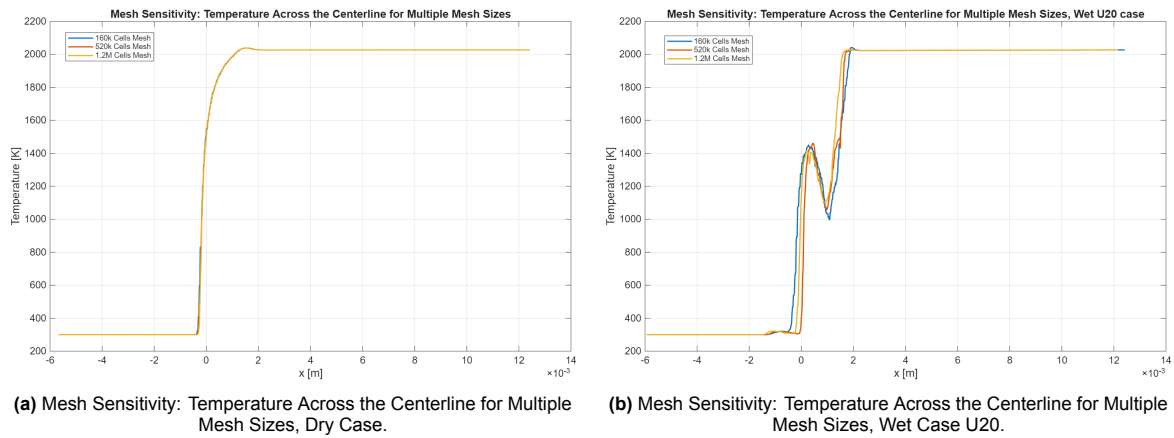 Mesh Sensitivity: Temperature Across the Centerline for Multiple Mesh Sizes
2200
2000
1800
1600
1400
1200
1000
800
600
400
200
Temperature [K]
160k Cells Mesh
520k Cells Mesh
1.2M Cells Mesh
-6 -4 -2 0 2 4 6 8 10 12 14
x [m]
×10⁻³
(a) Mesh Sensitivity: Temperature Across the Centerline for Multiple
Mesh Sizes, Dry Case.
Mesh Sensitivity: Temperature Across the Centerline for Multiple Mesh Sizes, Wet U20 case
2200
2000
1800
1600
1400
1200
1000
800
600
400
200
Temperature [K]
160k Cells Mesh
520k Cells Mesh
1.2M Cells Mesh
-6 -4 -2 0 2 4 6 8 10 12 14
x [m]
×10⁻³
(b) Mesh Sensitivity: Temperature Across the Centerline for Multiple
Mesh Sizes, Wet Case U20.